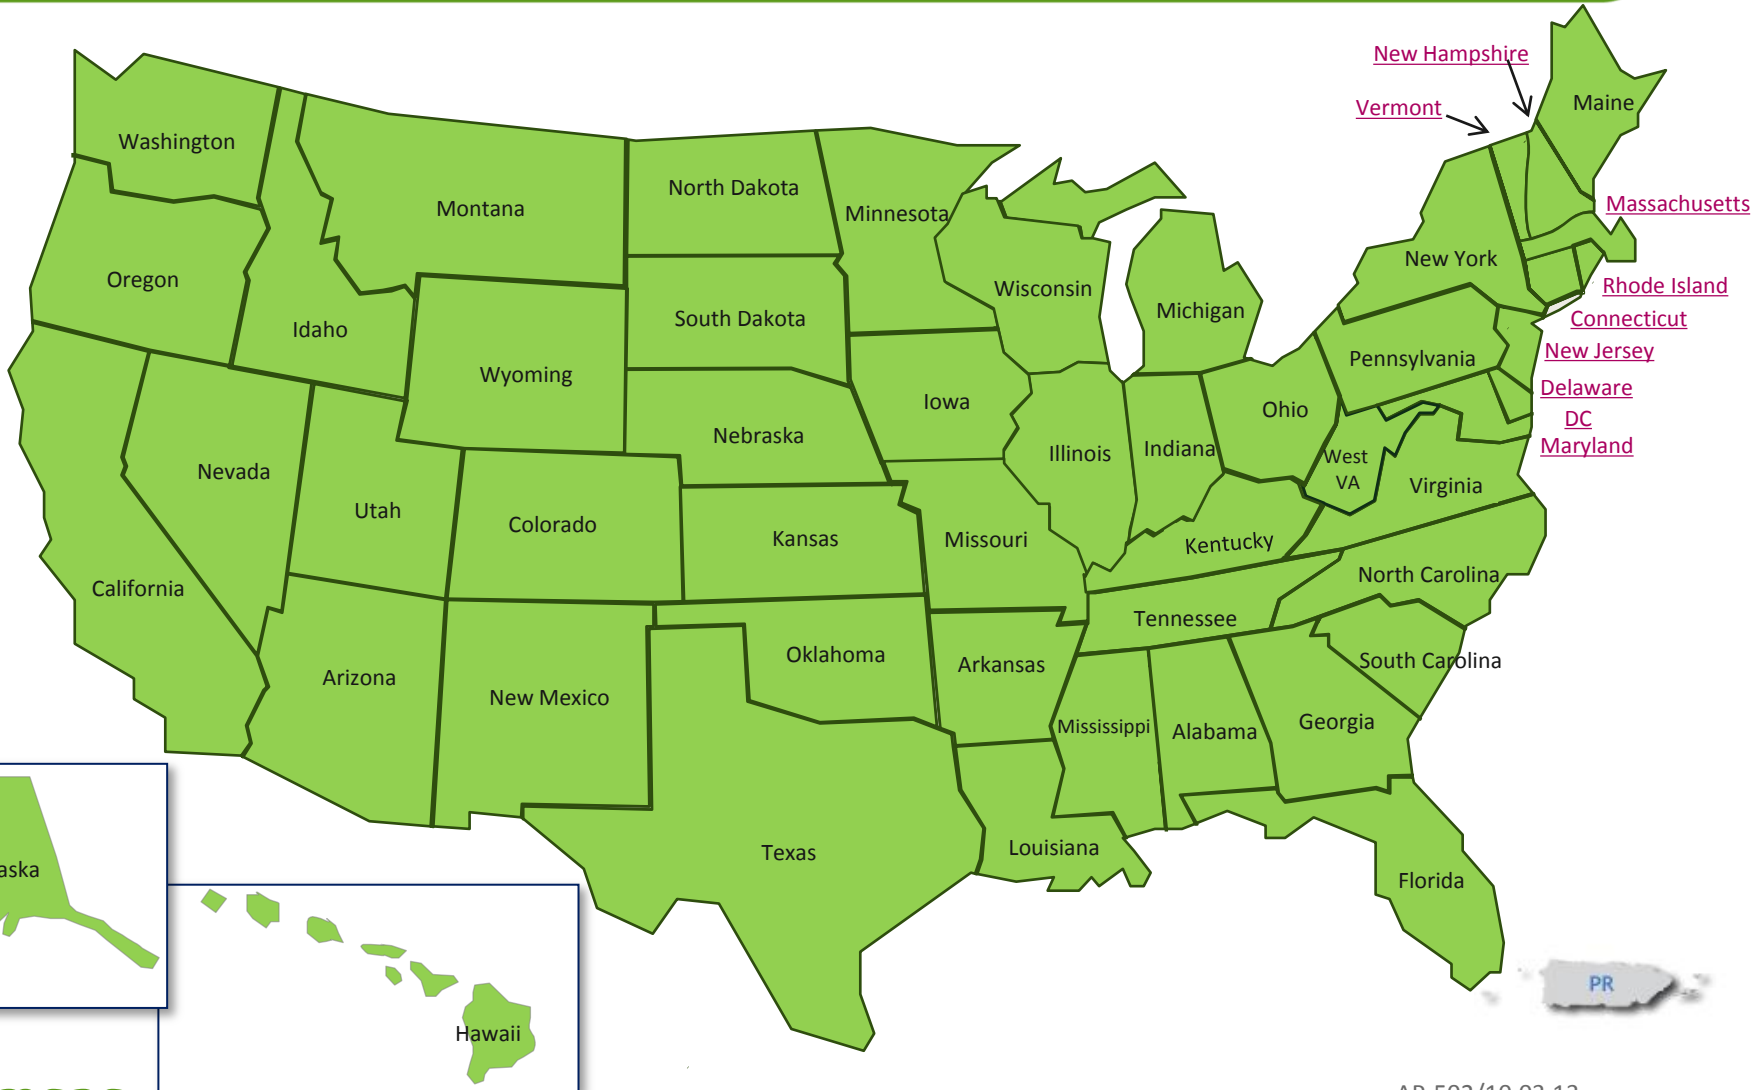 New Hampshire
Maine
Vermont
Washington
North Dakota
Montana
Minnesota
Massachusetts
New York
Oregon
Wisconsin
Rhode Island
Michigan
South Dakota
Connecticut
Idaho
New Jersey
Pennsylvania
Wyoming
Delaware
Iowa
Ohio
DC
Nebraska
Maryland
Indiana
Illinois
West
VA
Nevada
Virginia
Utah
Colorado
Kansas
Missouri
Kentucky
North Carolina
California
Tennessee
Oklahoma
South Carolina
Arkansas
Arizona
New Mexico
Georgia
Mississippi
Alabama
Louisiana
Texas
aska
Florida
PR
Hawaii